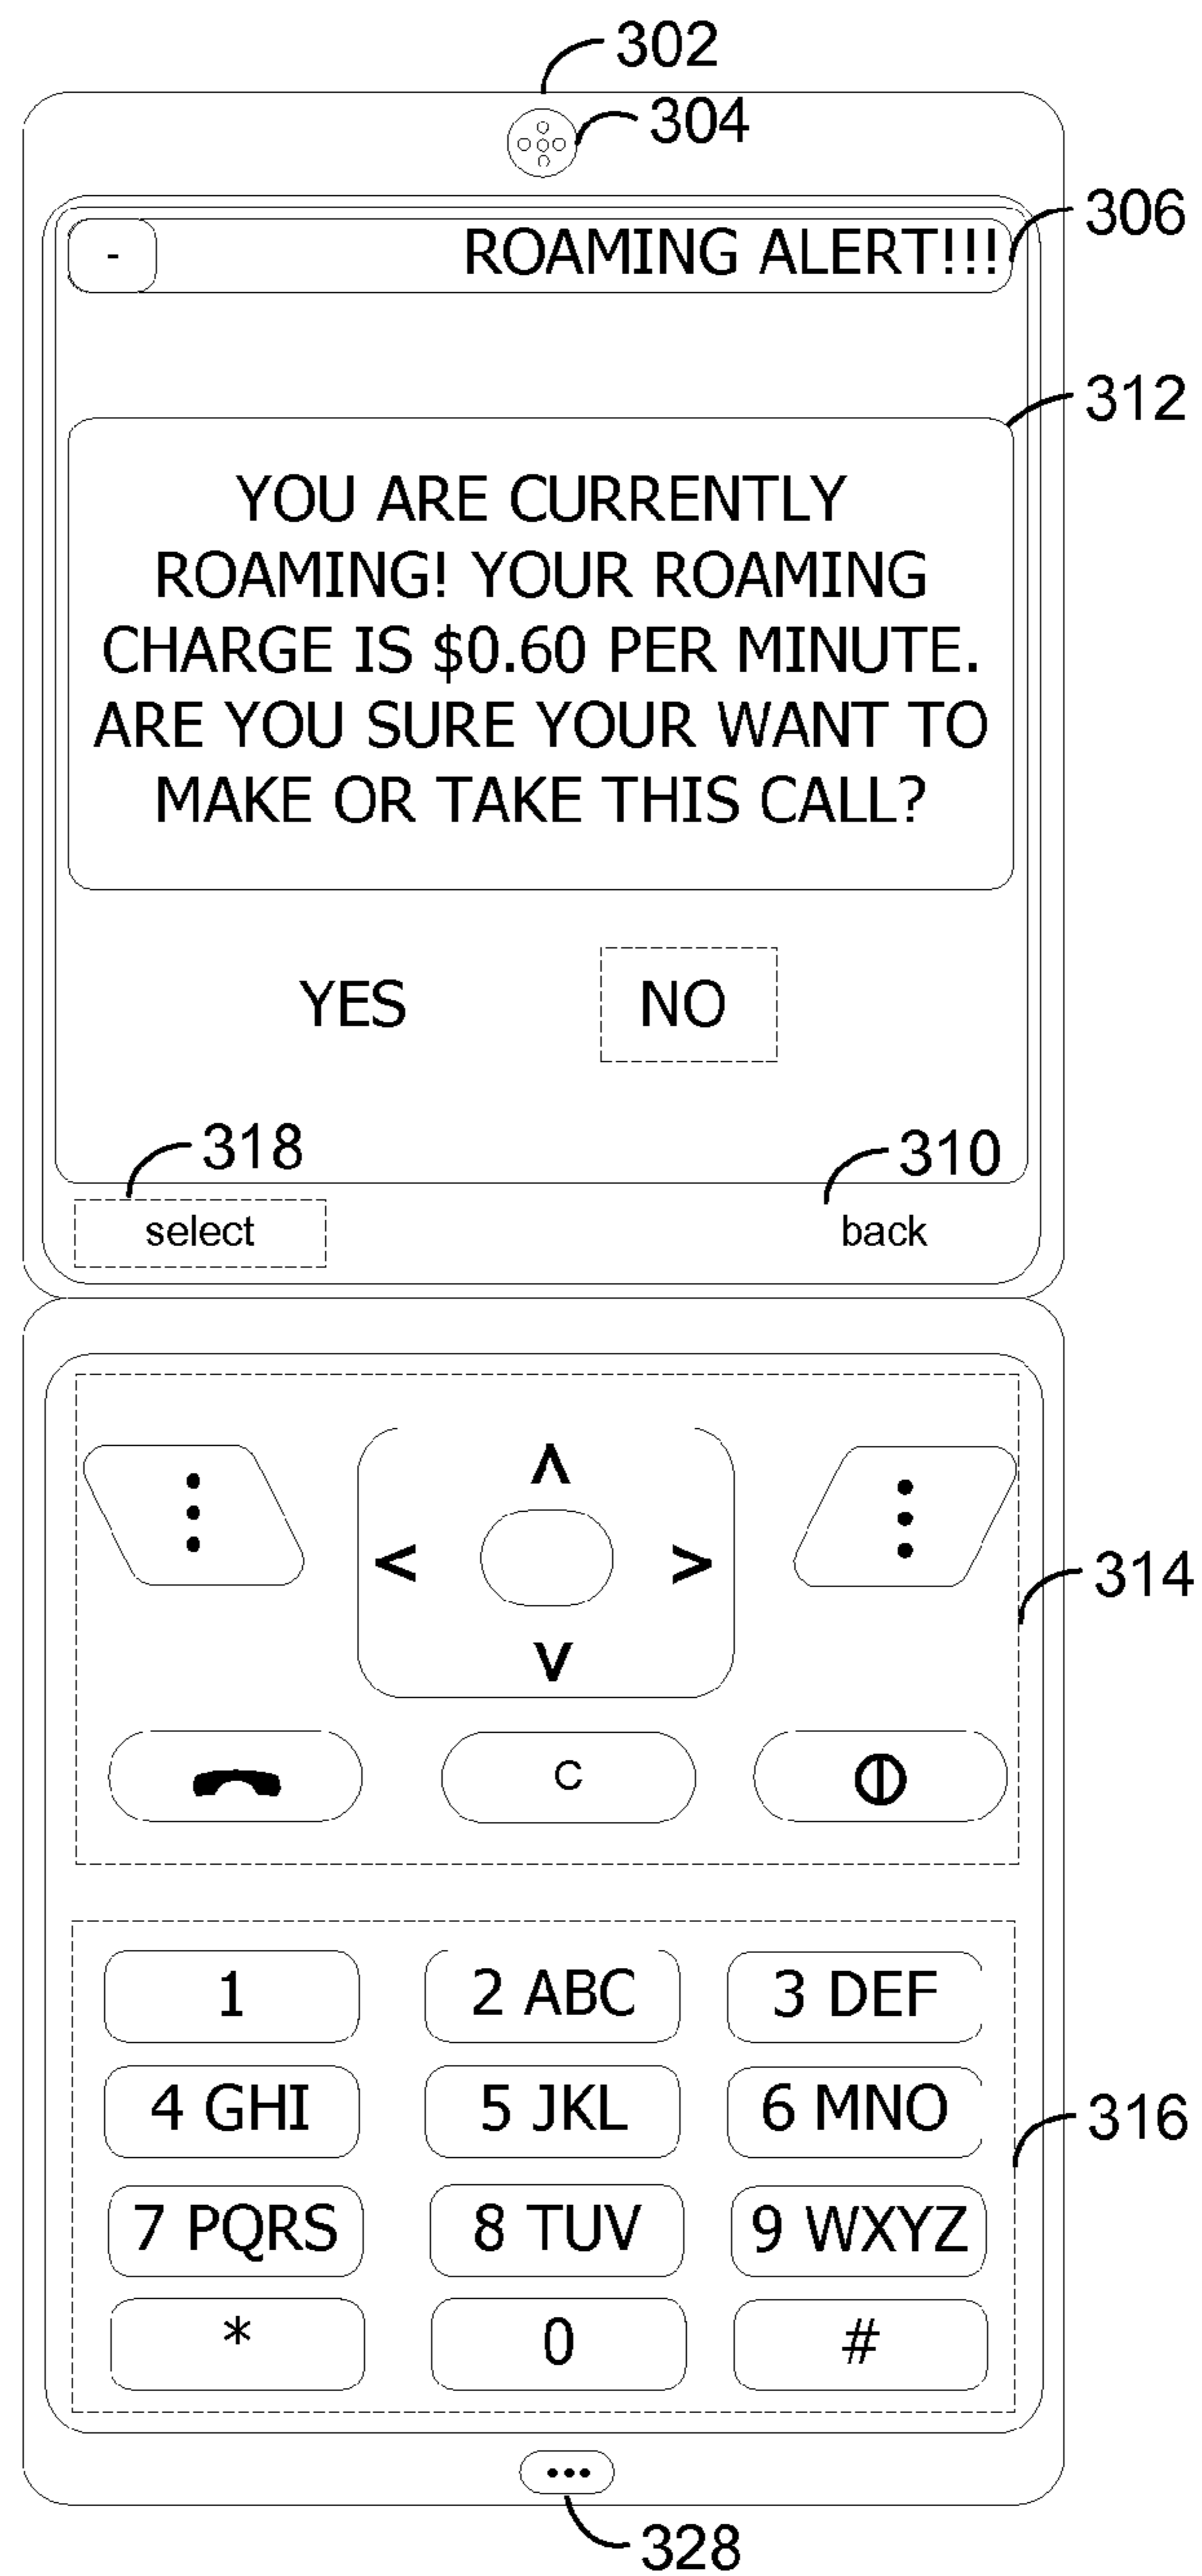 302
304
306
- ROAMING ALERT!!!
312
YOU ARE CURRENTLY
ROAMING! YOUR ROAMING
CHARGE IS $0.60 PER MINUTE.
ARE YOU SURE YOUR WANT TO
MAKE OR TAKE THIS CALL?
YES NO
318 310
select back
< ^ > v
314
C
1 2 ABC 3 DEF
4 GHI 5 JKL 6 MNO
316
7 PQRS 8 TUV 9 WXYZ
* 0 #
328